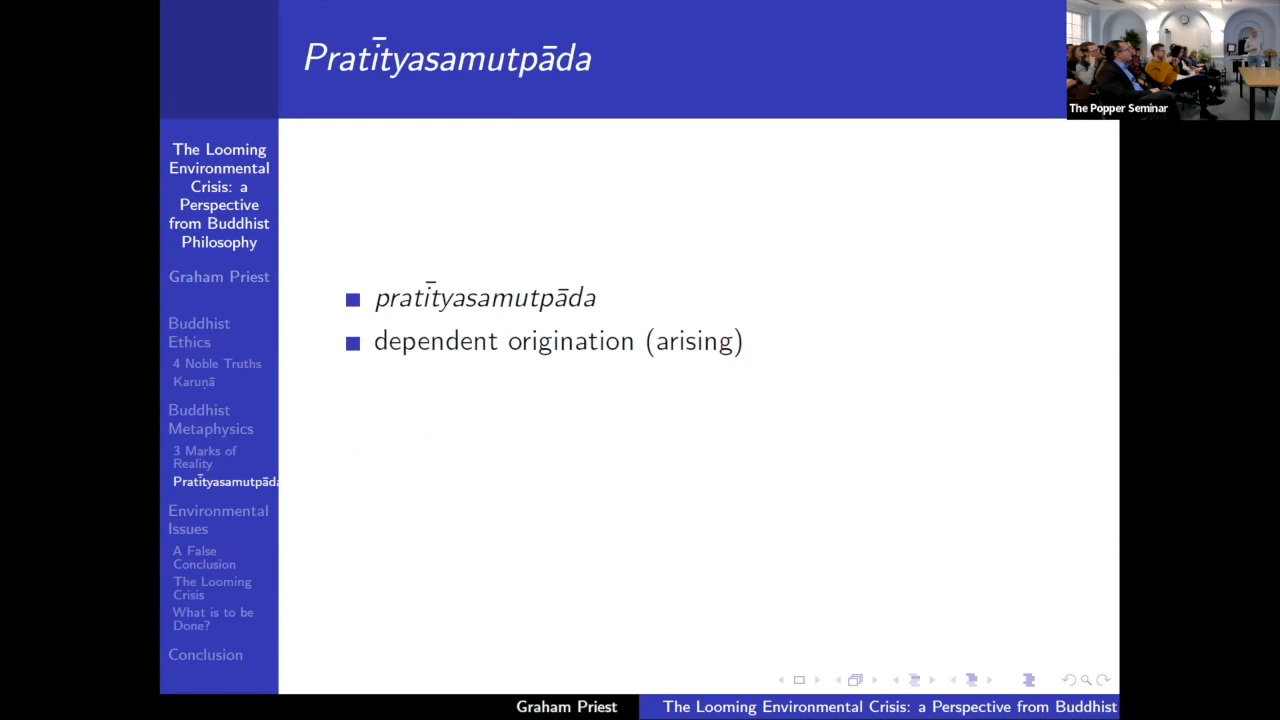 Pratītyasamutpāda
The Popper Seminar
The Looming
Environmental
Crisis: a
Perspective
from Buddhist
Philosophy
Graham Priest
Buddhist
Ethics
4 Noble Truths
Karuṇā
Buddhist
Metaphysics
3 Marks of
Reality
Pratītyasamutpāda
Environmental
Issues
A False
Conclusion
The Looming
Crisis
What is to be
Done?
Conclusion
pratītyasamutpāda
dependent origination (arising)
Graham Priest
The Looming Environmental Crisis: a Perspective from Buddhist